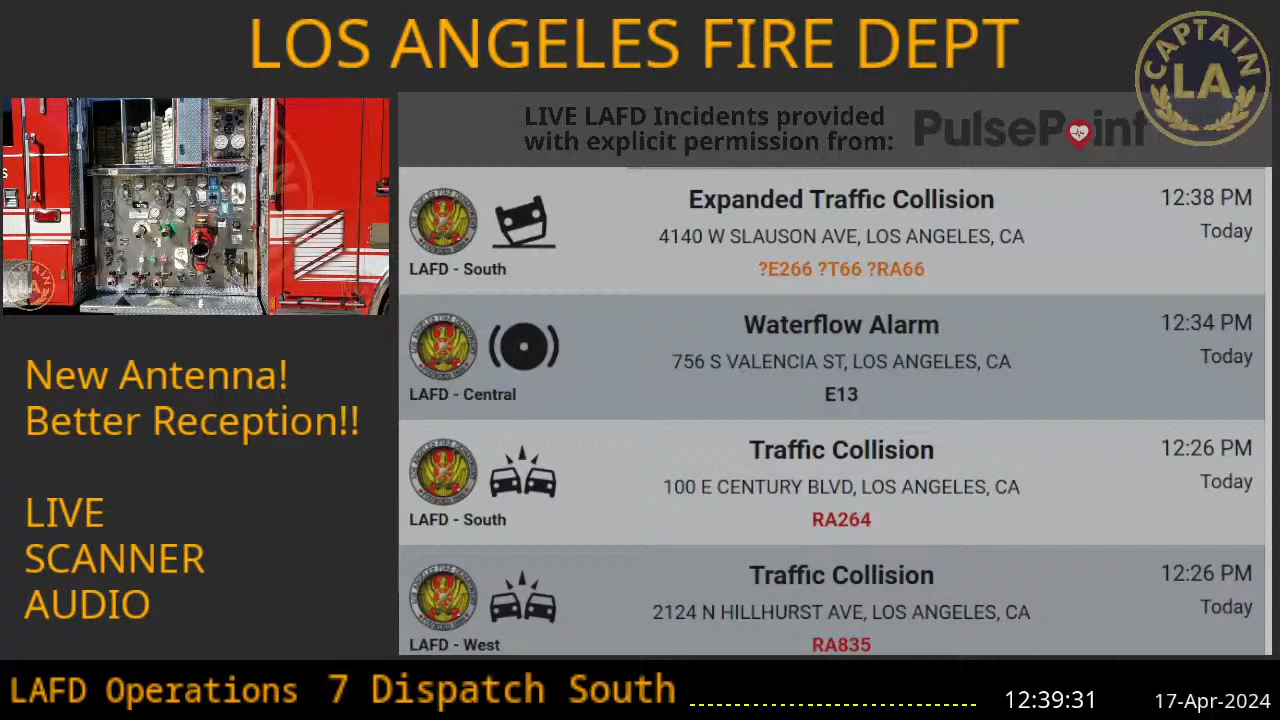 LOS ANGELES FIRE DEPT
CAPTAIN
LA
LIVE LAFD Incidents provided
with explicit permission from:
PulsePoint
Expanded Traffic Collision
12:38 PM
4140 W SLAUSON AVE, LOS ANGELES, CA
Today
LAFD - South
?E266 ?T66 ?RA66
Waterflow Alarm
12:34 PM
756 S VALENCIA ST, LOS ANGELES, CA
Today
LAFD - Central
E13
Traffic Collision
12:26 PM
100 E CENTURY BLVD, LOS ANGELES, CA
Today
LAFD - South
RA264
Traffic Collision
12:26 PM
2124 N HILLHURST AVE, LOS ANGELES, CA
Today
LAFD - West
RA835
New Antenna!
Better Reception!!
LIVE
SCANNER
AUDIO
LAFD Operations 7 Dispatch South
12:39:31
17-Apr-2024